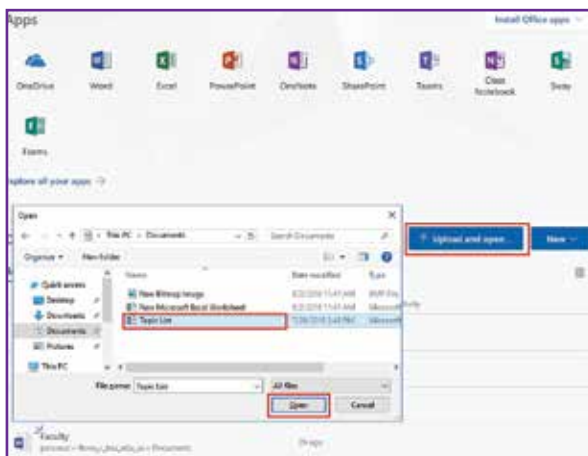 Apps
Install Office apps
OneDrive Word Excel PowerPoint OneNote SharePoint Teams Class Notebook Sway
Forms
Explore all your apps →
Open
This PC › Documents
Search Documents
Upload and open...
New
Organize New folder
Name Date modified Type
Quick access
Desktop
Downloads
Documents
Pictures
This PC
New Bitmap Image
New Microsoft Excel Worksheet
Topic List
File name: Topic List
All files
Open Cancel
Faculty